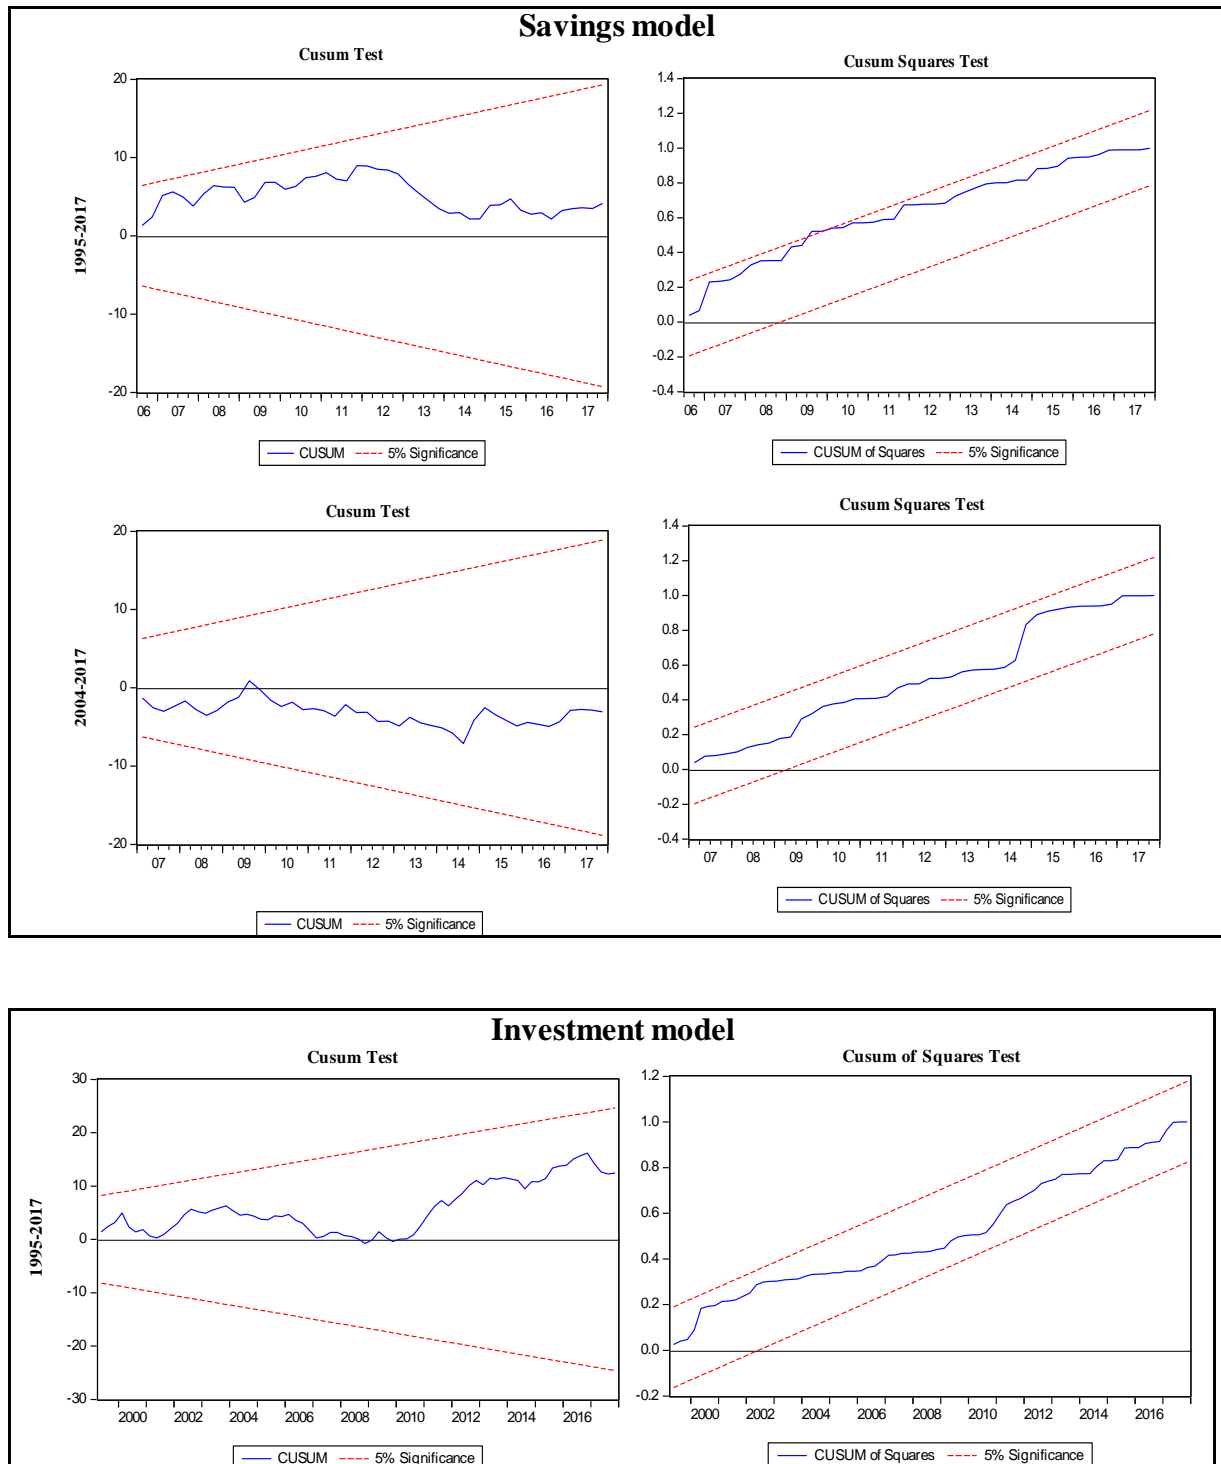 Savings model
Cusum Test
20
10
0
-10
-20
1995-2017
06 07 08 09 10 11 12 13 14 15 16 17
CUSUM 5% Significance
Cusum Squares Test
1.4
1.2
1.0
0.8
0.6
0.4
0.2
0.0
-0.2
-0.4
06 07 08 09 10 11 12 13 14 15 16 17
CUSUM of Squares 5% Significance
Cusum Test
20
10
0
-10
-20
2004-2017
07 08 09 10 11 12 13 14 15 16 17
CUSUM 5% Significance
Cusum Squares Test
1.4
1.2
1.0
0.8
0.6
0.4
0.2
0.0
-0.2
-0.4
07 08 09 10 11 12 13 14 15 16 17
CUSUM of Squares 5% Significance
Investment model
Cusum Test
30
20
10
0
-10
-20
-30
1995-2017
2000 2002 2004 2006 2008 2010 2012 2014 2016
CUSUM 5% Significance
Cusum of Squares Test
1.2
1.0
0.8
0.6
0.4
0.2
0.0
-0.2
2000 2002 2004 2006 2008 2010 2012 2014 2016
CUSUM of Squares 5% Significance